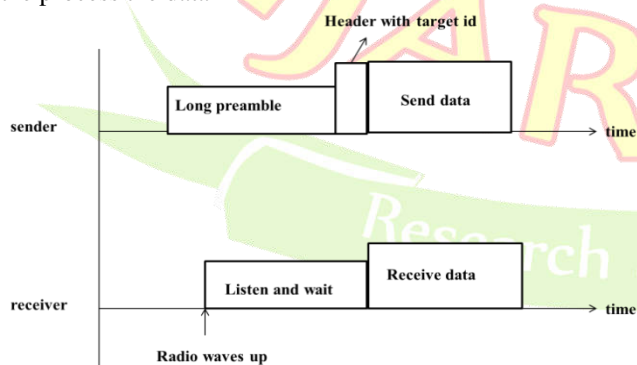 Header with target id
Long preamble
Send data
sender
time
Research
Listen and wait
Receive data
receiver
time
Radio waves up